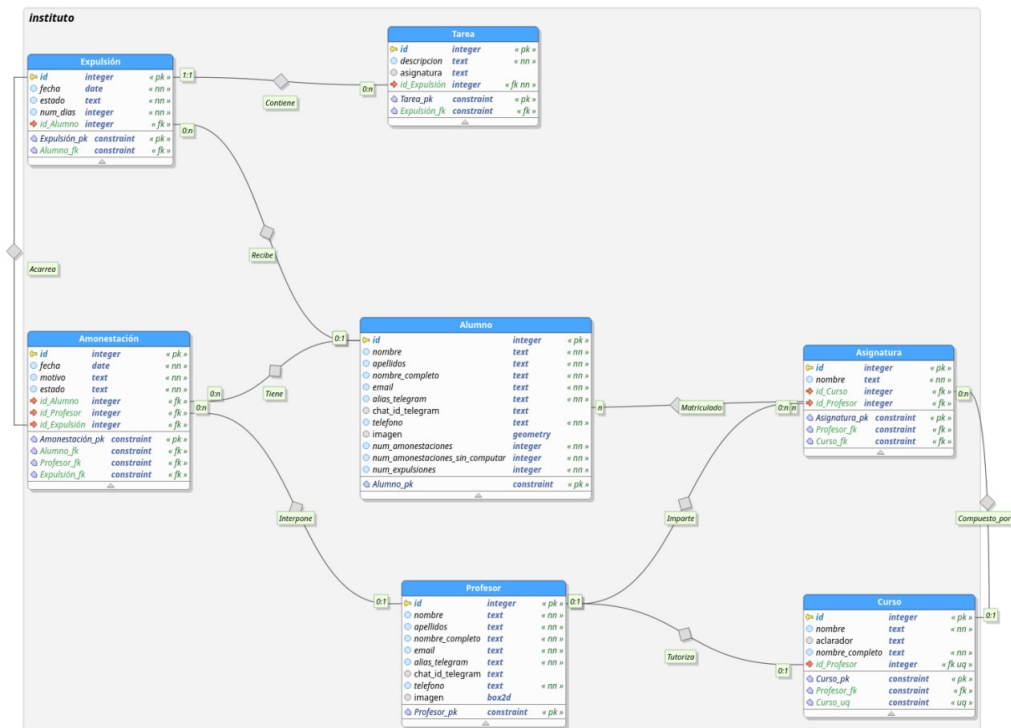 instituto
Tarea
id integer « pk »
descripcion text « nn »
asignatura text
id_Expulsión integer « fk nn »
Tarea_pk constraint « pk »
Expulsión_fk constraint « fk »
Expulsión
id integer « pk »
fecha date « nn »
estado text « nn »
num_dias integer « nn »
id_Alumno integer « fk »
Expulsión_pk constraint « pk »
Alumno_fk constraint « fk »
1:1
Contiene
0:n
0:n
Recibe
0:1
Acarrea
Amonestación
id integer « pk »
fecha date « nn »
motivo text « nn »
estado text « nn »
id_Alumno integer « fk »
id_Profesor integer « fk »
id_Expulsión integer « fk »
Amonestación_pk constraint « pk »
Alumno_fk constraint « fk »
Profesor_fk constraint « fk »
Expulsión_fk constraint « fk »
0:n
0:n
Tiene
Alumno
id integer « pk »
nombre text « nn »
apellidos text « nn »
nombre_completo text « nn »
email text « nn »
alias_telegram text « nn »
chat_id_telegram text
telefono text « nn »
imagen geometry
num_amonestaciones integer « nn »
num_amonestaciones_sin_computar integer « nn »
num_expulsiones integer « nn »
Alumno_pk constraint « pk »
n
Matriculado
0:n
n
Asignatura
id integer « pk »
nombre text « nn »
id_Curso integer « fk »
id_Profesor integer « fk »
Asignatura_pk constraint « pk »
Profesor_fk constraint « fk »
Curso_fk constraint « fk »
0:n
Interpone
Imparte
Compuesto_por
0:1
Profesor
id integer « pk »
nombre text « nn »
apellidos text « nn »
nombre_completo text « nn »
email text « nn »
alias_telegram text « nn »
chat_id_telegram text
telefono text « nn »
imagen box2d
Profesor_pk constraint « pk »
0:1
Tutoriza
0:1
Curso
id integer « pk »
nombre text « nn »
aclarador text
nombre_completo text « nn »
id_Profesor integer « fk uq »
Curso_pk constraint « pk »
Profesor_fk constraint « fk »
Curso_uq constraint « uq »
0:1